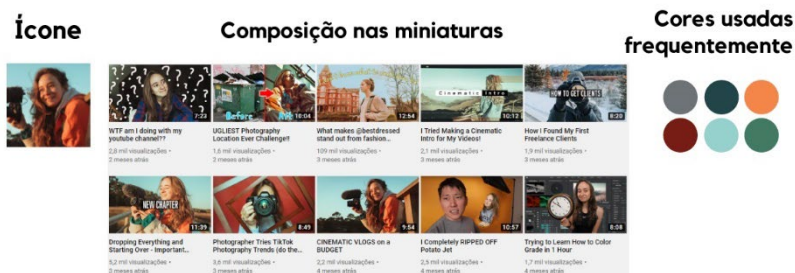 Ícone
Composição nas miniaturas
Cores usadas
frequentemente
7:23
Before
10:04
12:54
Cinematic Intro
10:12
HOW TO GET CLIENTS
8:20
WTF am I doing with my
youtube channel??
2,8 mil visualizações •
2 meses atrás
UGLIEST Photography
Location Ever Challenge!!
1,6 mil visualizações •
2 meses atrás
What makes @bestdressed
stand out from fashion...
109 mil visualizações •
3 meses atrás
I Tried Making a Cinematic
Intro for My Videos!
2,1 mil visualizações •
3 meses atrás
How I Found My First
Freelance Clients
1,9 mil visualizações •
3 meses atrás
NEW CHAPTER
11:39
8:49
9:54
10:57
8:08
Dropping Everything and
Starting Over - Important...
5,2 mil visualizações •
3 meses atrás
Photographer Tries TikTok
Photography Trends (do the...
3,6 mil visualizações •
3 meses atrás
CINEMATIC VLOGS on a
BUDGET
2,2 mil visualizações •
4 meses atrás
I Completely RIPPED OFF
Potato Jet
2,5 mil visualizações •
4 meses atrás
Trying to Learn How to Color
Grade in 1 Hour
1,7 mil visualizações •
4 meses atrás